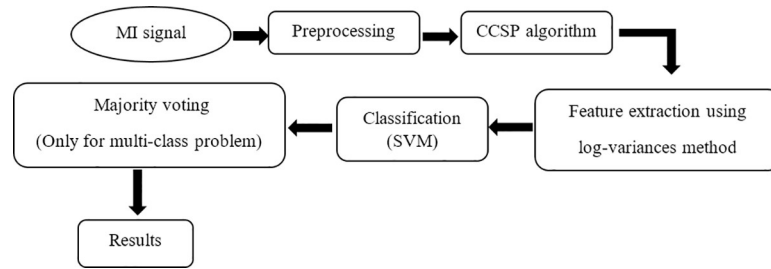 MI signal
Preprocessing
CCSP algorithm
Feature extraction using
log-variances method
Classification
(SVM)
Majority voting
(Only for multi-class problem)
Results